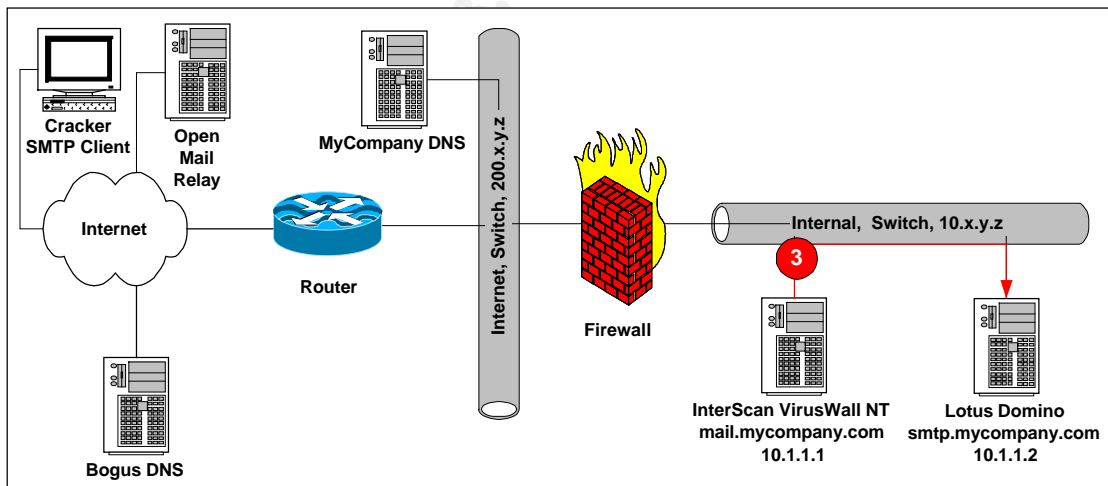 Cracker
SMTP Client
Open
Mail
Relay
MyCompany DNS
Internet
Router
Internet, Switch, 200.x.y.z
Firewall
Internal, Switch, 10.x.y.z
3
InterScan VirusWall NT
mail.mycompany.com
10.1.1.1
Lotus Domino
smtp.mycompany.com
10.1.1.2
Bogus DNS